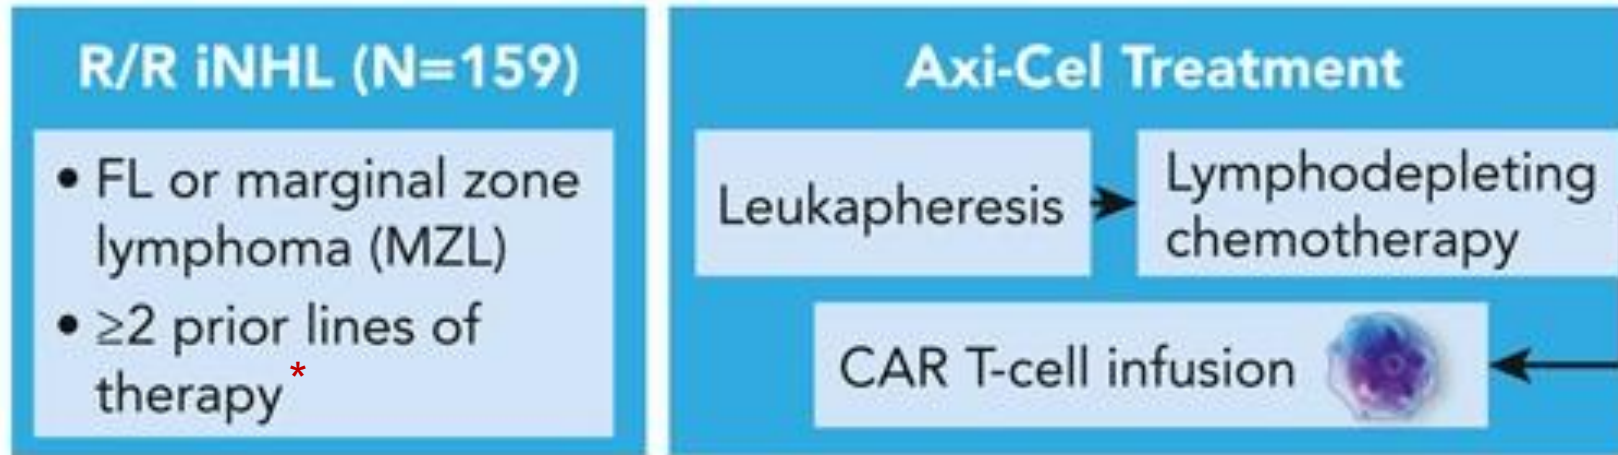 R/R iNHL (N=159)
• FL or marginal zone
lymphoma (MZL)
• ≥2 prior lines of
therapy *
Axi-Cel Treatment
Leukapheresis
Lymphodepleting
chemotherapy
CAR T-cell infusion